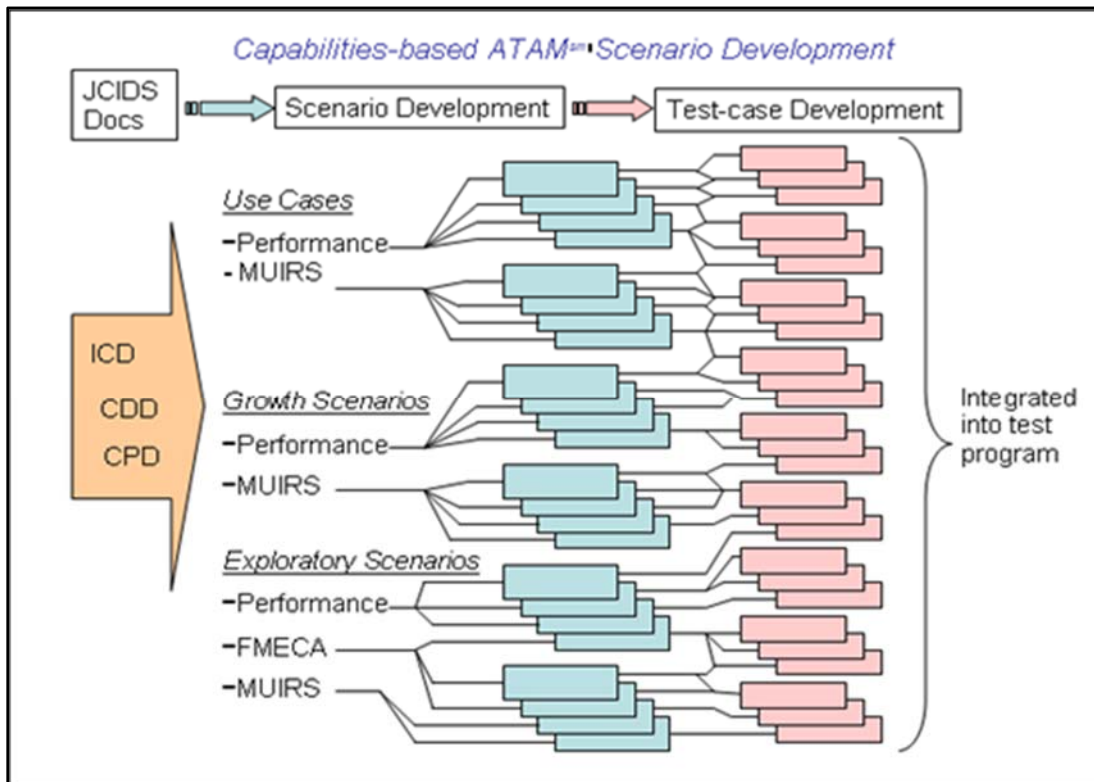 Capabilities-based ATAM℠ Scenario Development
JCIDS
Docs
Scenario Development
Test-case Development
Use Cases
-Performance
- MUIRS
ICD
CDD
CPD
Growth Scenarios
-Performance
-MUIRS
Exploratory Scenarios
-Performance
-FMECA
-MUIRS
Integrated
into test
program